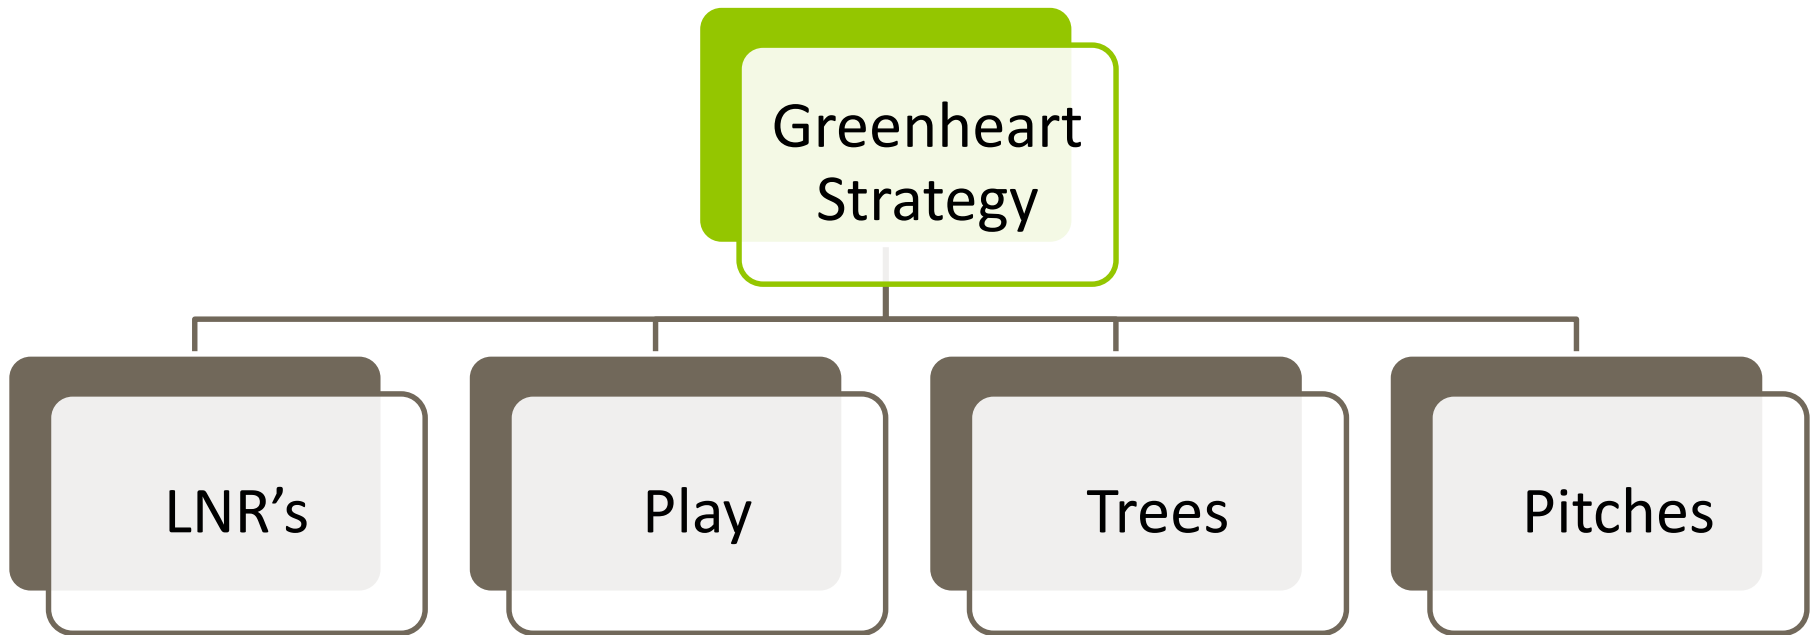 Greenheart
Strategy
LNR’s
Play
Trees
Pitches